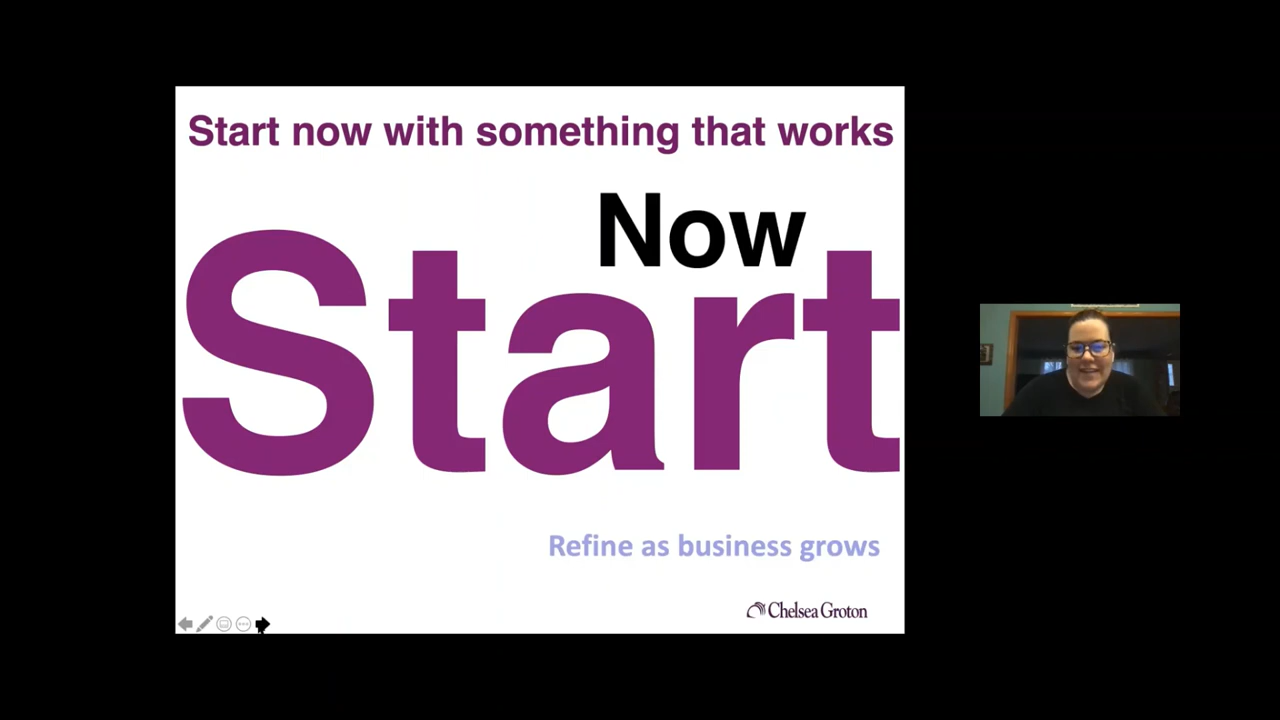 Start now with something that works
Now
Start
Refine as business grows
Chelsea Groton